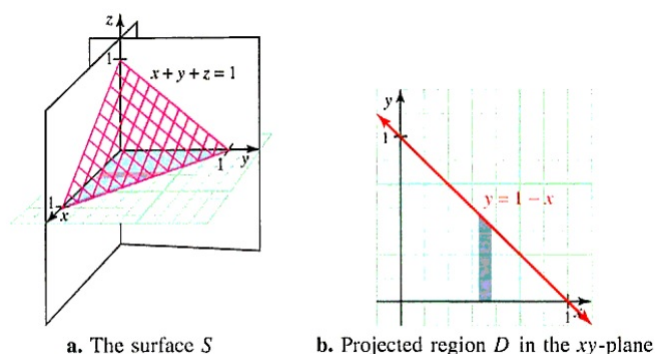 z
1
x + y + z = 1
1
y
1
x
y
1
y = 1 − x
1
a. The surface S
b. Projected region D in the xy-plane